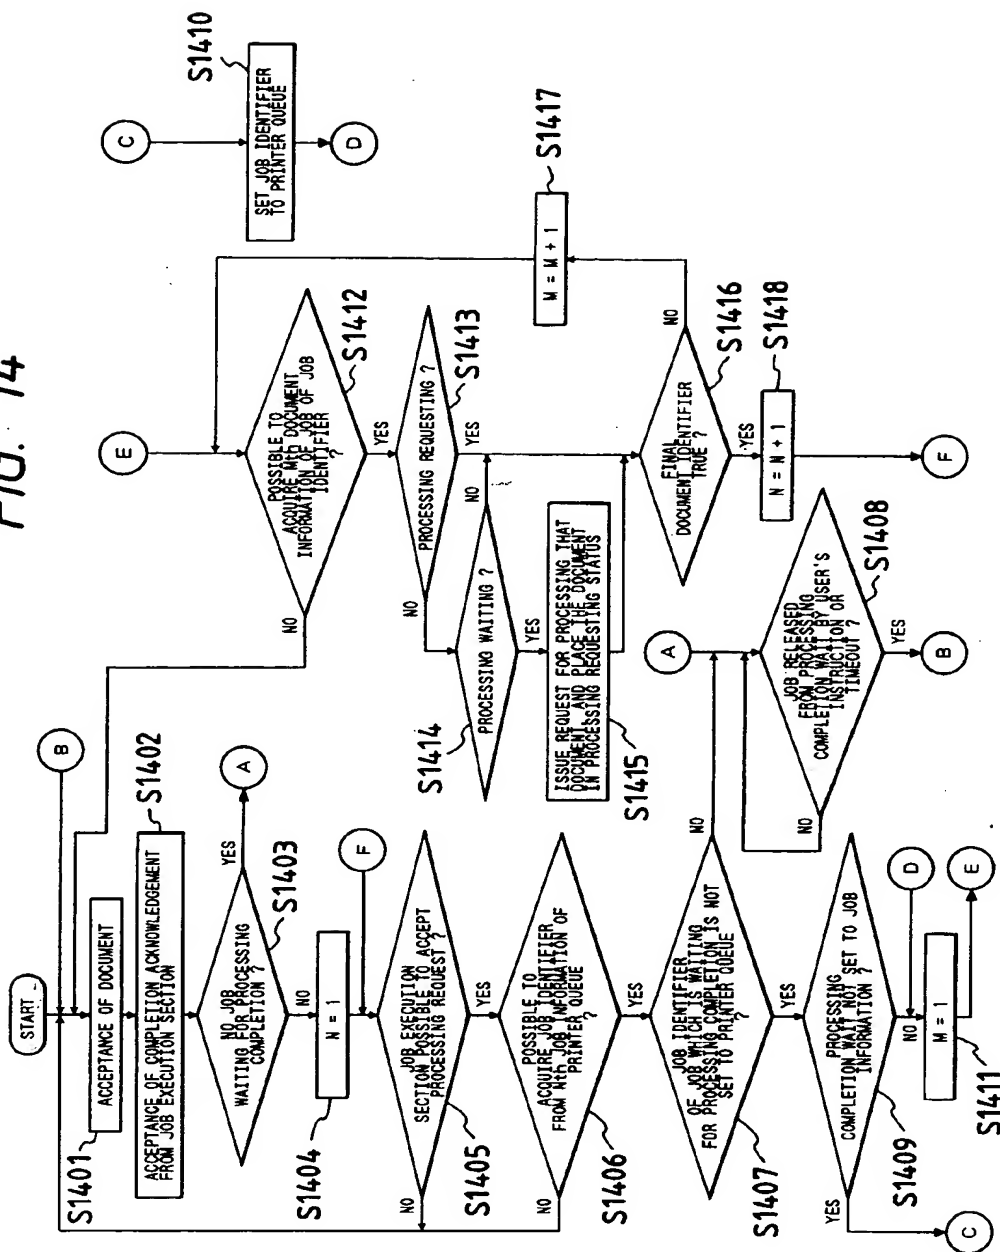 FIG. 14
START
B
ACCEPTANCE OF DOCUMENT
S1401
ACCEPTANCE OF COMPLETION ACKNOWLEDGEMENT
FROM JOB EXECUTION SECTION
S1402
NO JOB
WAITING FOR PROCESSING
COMPLETION ?
S1403
YES
A
NO
N = 1
S1404
F
JOB EXECUTION
SECTION POSSIBLE TO ACCEPT
PROCESSING REQUEST ?
S1405
NO
YES
POSSIBLE TO
ACQUIRE JOB IDENTIFIER
FROM Nth JOB INFORMATION OF
PRINTER QUEUE
?
S1406
NO
YES
JOB IDENTIFIER
OF JOB WHICH IS WAITING
FOR PROCESSING COMPLETION IS NOT
SET TO PRINTER QUEUE
?
S1407
NO
YES
PROCESSING
COMPLETION WAIT NOT SET TO JOB
INFORMATION ?
S1409
YES
C
NO
D
M = 1
S1411
E
E
POSSIBLE TO
ACQUIRE Mth DOCUMENT
INFORMATION OF JOB OF JOB
IDENTIFIER
?
S1412
NO
YES
PROCESSING REQUESTING ?
S1413
NO
YES
PROCESSING WAITING ?
S1414
NO
YES
ISSUE REQUEST FOR PROCESSING THAT
DOCUMENT, AND PLACE THE DOCUMENT
IN PROCESSING REQUESTING STATUS
S1415
FINAL
DOCUMENT IDENTIFIER
TRUE ?
S1416
NO
M = M + 1
S1417
YES
N = N + 1
S1418
F
A
JOB RELEASED
FROM PROCESSING
COMPLETION WAIT BY USER'S
INSTRUCTION OR
TIMEOUT ?
S1408
NO
YES
B
C
SET JOB IDENTIFIER
TO PRINTER QUEUE
S1410
D